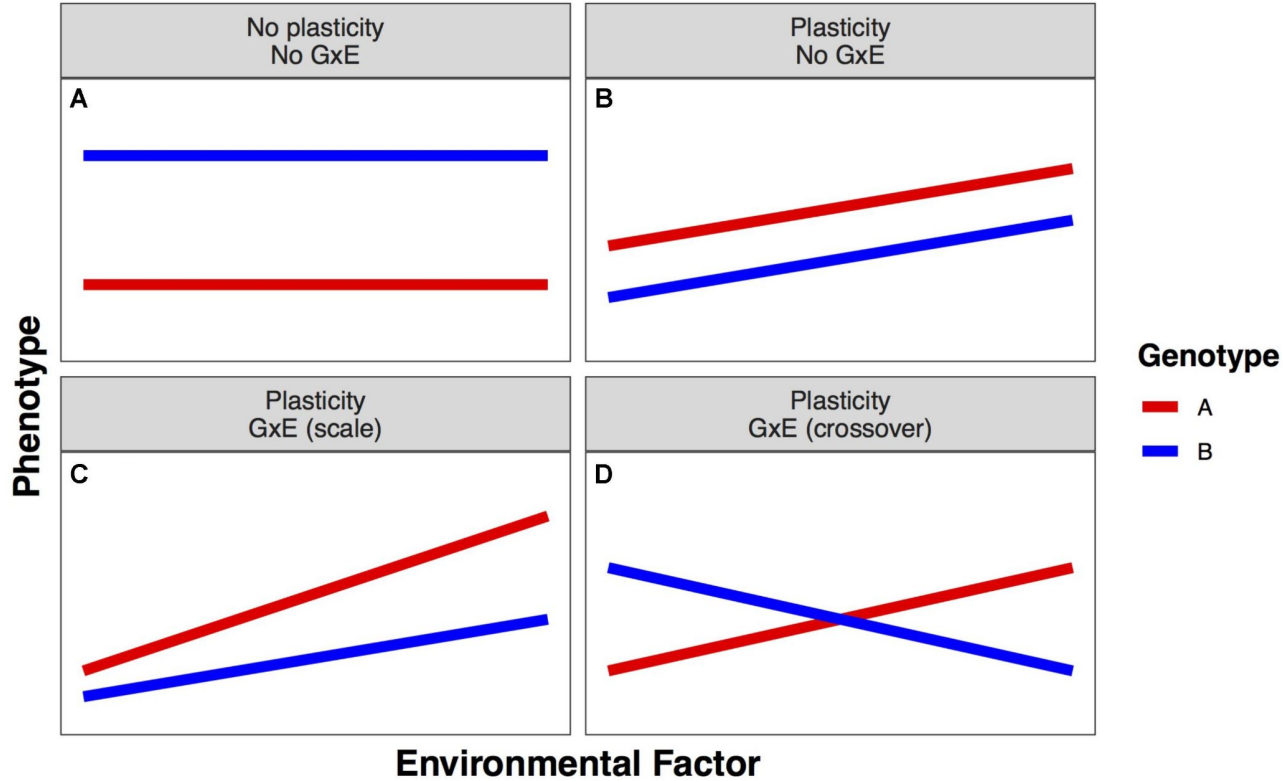 No plasticity
No GxE
Plasticity
No GxE
A
B
Phenotype
Genotype
A
B
Plasticity
GxE (scale)
Plasticity
GxE (crossover)
C
D
Environmental Factor